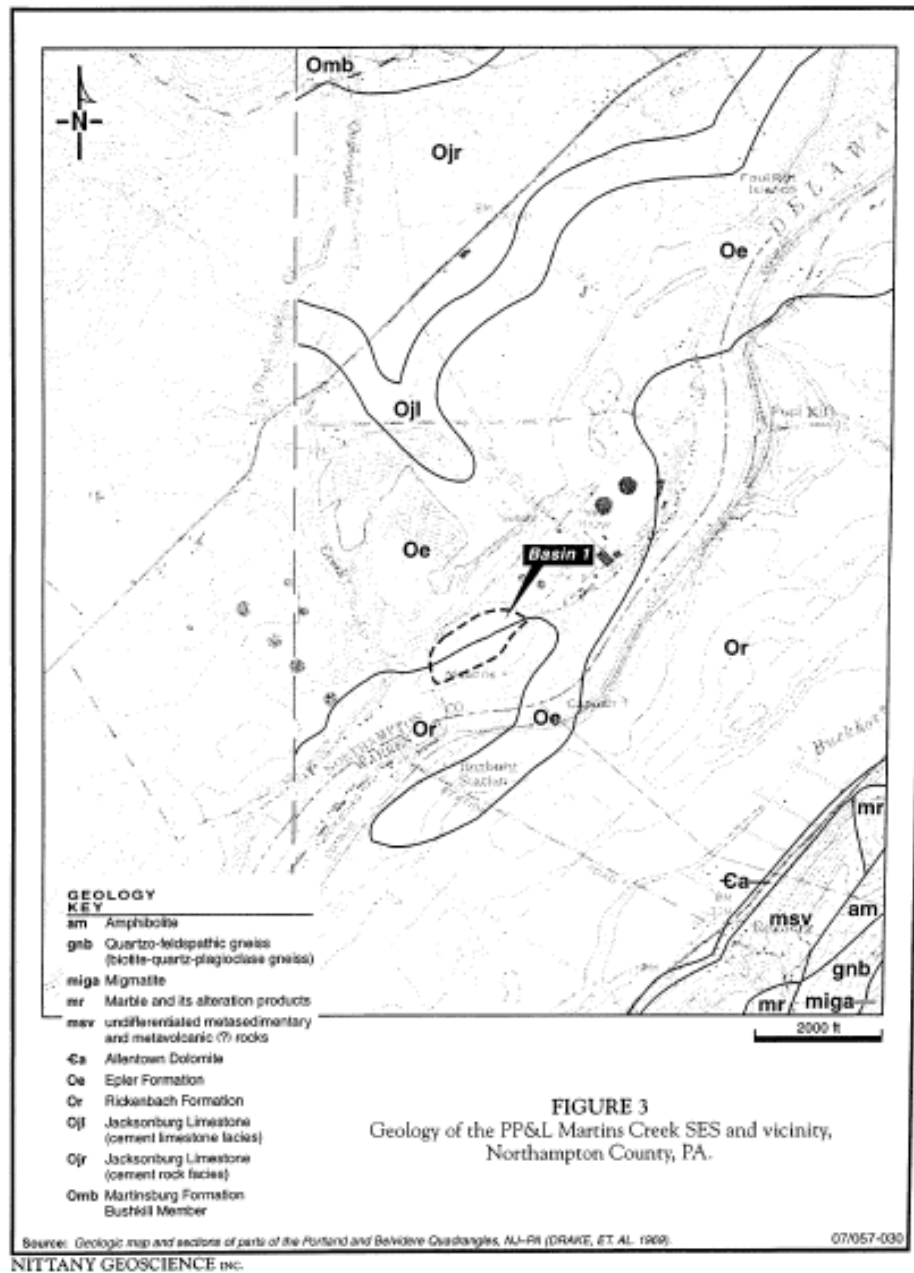 Omb
-N-
Ojr
DELAWA
Oe
Ojl
Oe
Basin 1
Or
Or
Oe
NORTHAMPTON CO
WARREN
Station
mr
Єa
msv
am
gnb
mr
miga
2000 ft
GEOLOGY
KEY
am Amphibolite
gnb Quartzo-feldspathic gneiss
(biotite-quartz-plagioclase gneiss)
miga Migmatite
mr Marble and its alteration products
msv undifferentiated metasedimentary
and metavolcanic (?) rocks
Єa Allentown Dolomite
Oe Epler Formation
Or Rickenbach Formation
Ojl Jacksonburg Limestone
(cement limestone facies)
Ojr Jacksonburg Limestone
(cement rock facies)
Omb Martinsburg Formation
Bushkill Member
FIGURE 3
Geology of the PP&L Martins Creek SES and vicinity,
Northampton County, PA.
Source: Geologic map and sections of parts of the Portland and Belvidere Quadrangles, NJ-PA (DRAKE, ET. AL. 1969).
07/057-030
NITTANY GEOSCIENCE INC.